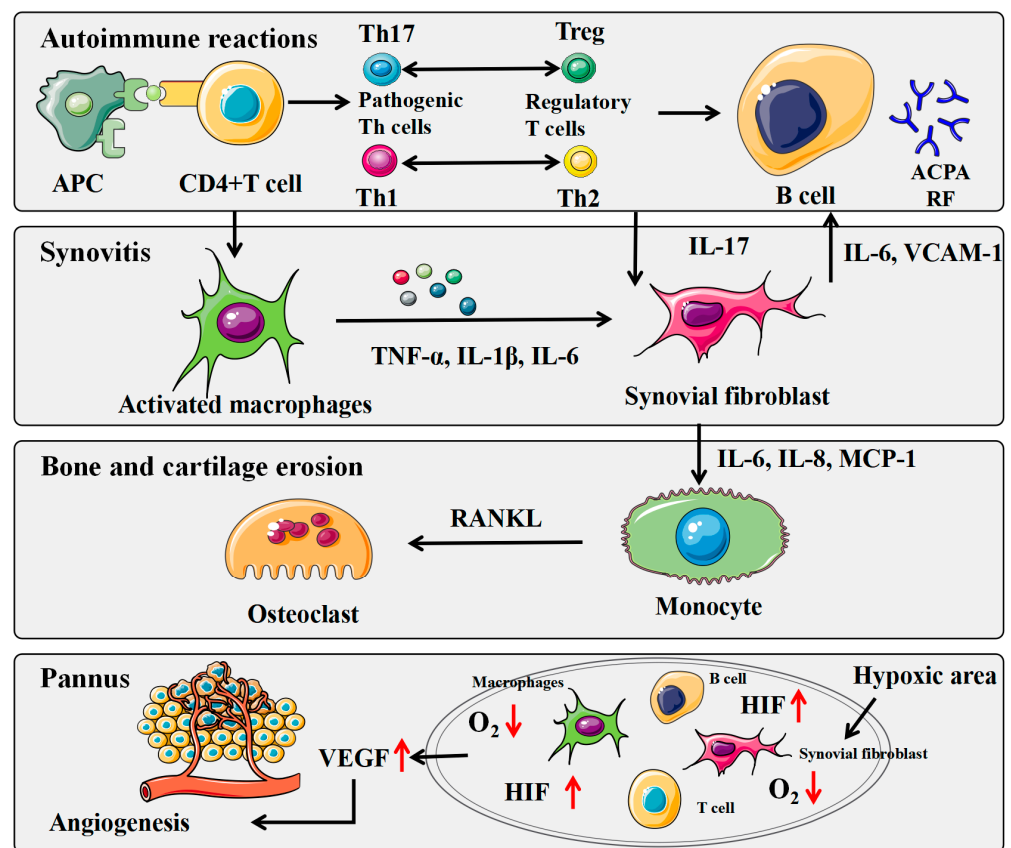 Autoimmune reactions
Th17
Treg
Pathogenic
Th cells
Regulatory
T cells
APC
CD4+T cell
Th1
Th2
B cell
ACPA
RF
Synovitis
IL-17
IL-6, VCAM-1
TNF-α, IL-1β, IL-6
Activated macrophages
Synovial fibroblast
Bone and cartilage erosion
IL-6, IL-8, MCP-1
RANKL
Osteoclast
Monocyte
Pannus
Macrophages
B cell
Hypoxic area
O2
HIF
VEGF
Synovial fibroblast
HIF
O2
T cell
Angiogenesis